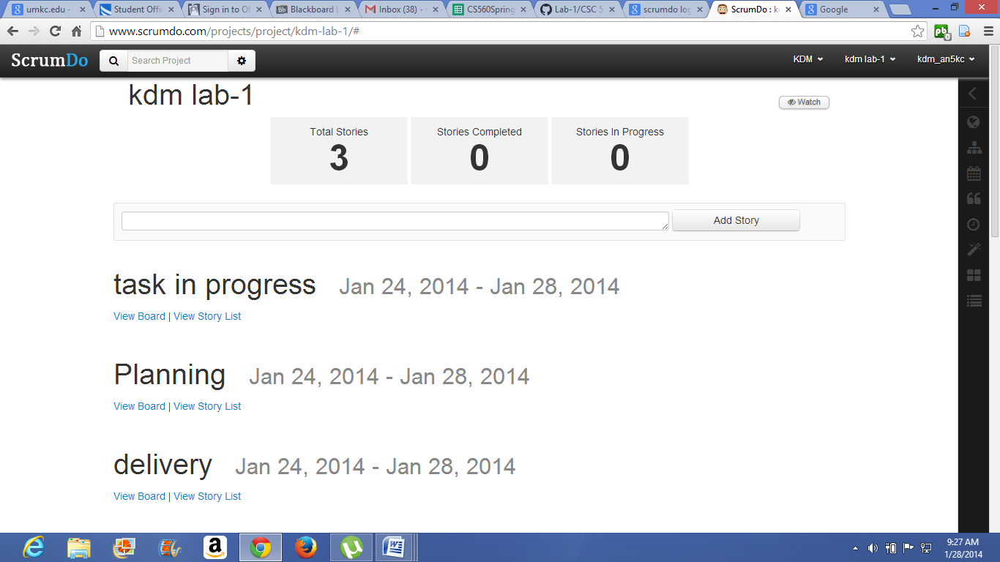 umcc.edu -
Student Offi
Sign in to Of
Blackboard L
Inbox (38) -
CS560Spring
Lab-1/CSC 5
scrumdo log
ScrumDo : k
Google
www.scrumdo.com/projects/project/kdm-lab-1/#
ScrumDo
Search Project
KDM
kdm lab-1
kdm_an5kc
kdm lab-1
Watch
Total Stories
Stories Completed
Stories In Progress
3
0
0
Add Story
task in progress Jan 24, 2014 - Jan 28, 2014
View Board | View Story List
Planning Jan 24, 2014 - Jan 28, 2014
View Board | View Story List
delivery Jan 24, 2014 - Jan 28, 2014
View Board | View Story List
9:27 AM
1/28/2014